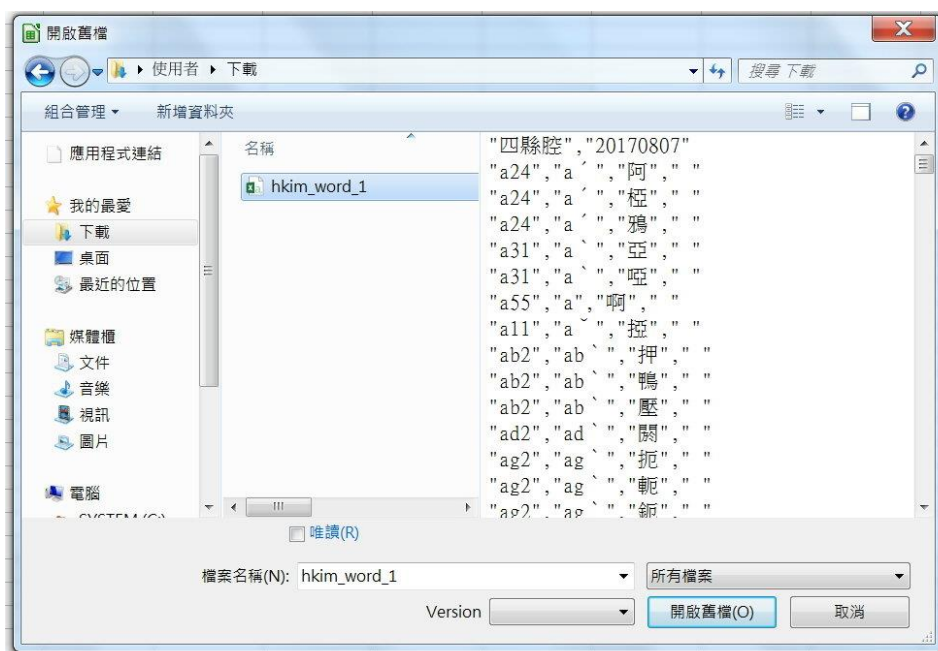 開啟舊檔
使用者 下載
搜尋 下載
組合管理 新增資料夾
應用程式連結
我的最愛
下載
桌面
最近的位置
媒體櫃
文件
音樂
視訊
圖片
電腦
SYSTEM (C:)
名稱
hkim_word_1
"四縣腔","20170807"
"a24","aˊ","阿"," "
"a24","aˊ","椏"," "
"a24","aˊ","鴉"," "
"a31","aˋ","亞"," "
"a31","aˋ","啞"," "
"a55","a","啊"," "
"a11","aˇ","掗"," "
"ab2","abˋ","押"," "
"ab2","abˋ","鴨"," "
"ab2","abˋ","壓"," "
"ad2","adˋ","閼"," "
"ag2","agˋ","扼"," "
"ag2","agˋ","軛"," "
"ag2","agˋ","鈪"," "
唯讀(R)
檔案名稱(N): hkim_word_1 所有檔案
Version 開啟舊檔(O) 取消